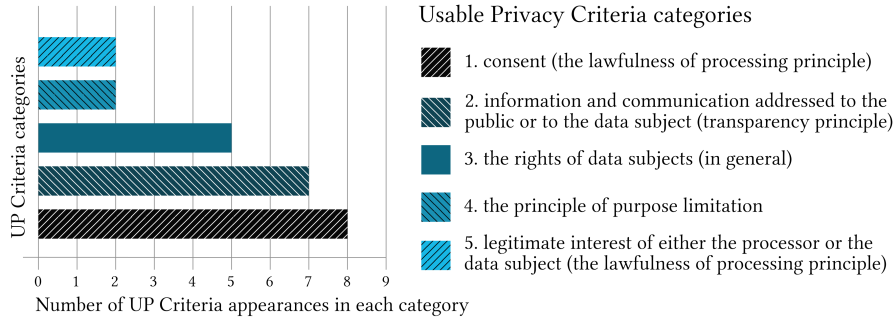 Usable Privacy Criteria categories
1. consent (the lawfulness of processing principle)
2. information and communication addressed to the
public or to the data subject (transparency principle)
3. the rights of data subjects (in general)
4. the principle of purpose limitation
5. legitimate interest of either the processor or the
data subject (the lawfulness of processing principle)
UP Criteria categories
0 1 2 3 4 5 6 7 8 9
Number of UP Criteria appearances in each category